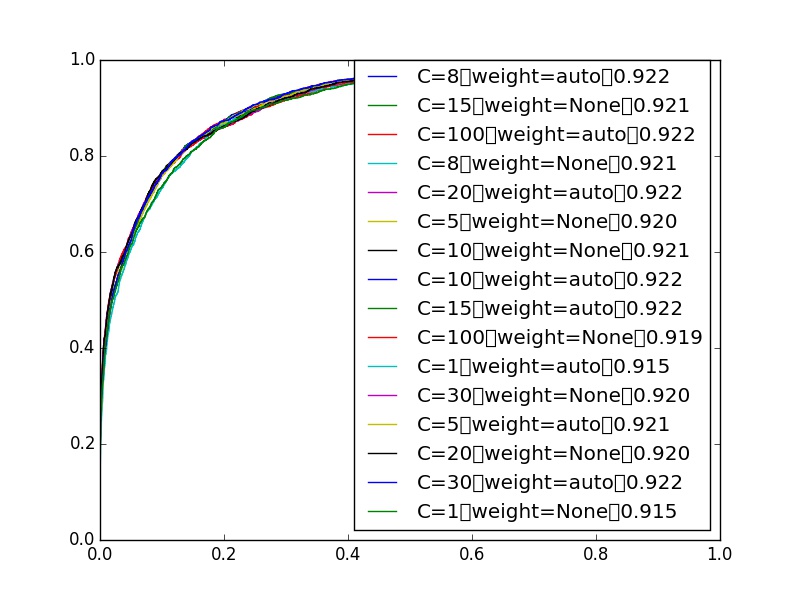 1.0
0.8
0.6
0.4
0.2
0.0
0.0 0.2 0.4 0.6 0.8 1.0
C=8▯weight=auto▯0.922
C=15▯weight=None▯0.921
C=100▯weight=auto▯0.922
C=8▯weight=None▯0.921
C=20▯weight=auto▯0.922
C=5▯weight=None▯0.920
C=10▯weight=None▯0.921
C=10▯weight=auto▯0.922
C=15▯weight=auto▯0.922
C=100▯weight=None▯0.919
C=1▯weight=auto▯0.915
C=30▯weight=None▯0.920
C=5▯weight=auto▯0.921
C=20▯weight=None▯0.920
C=30▯weight=auto▯0.922
C=1▯weight=None▯0.915